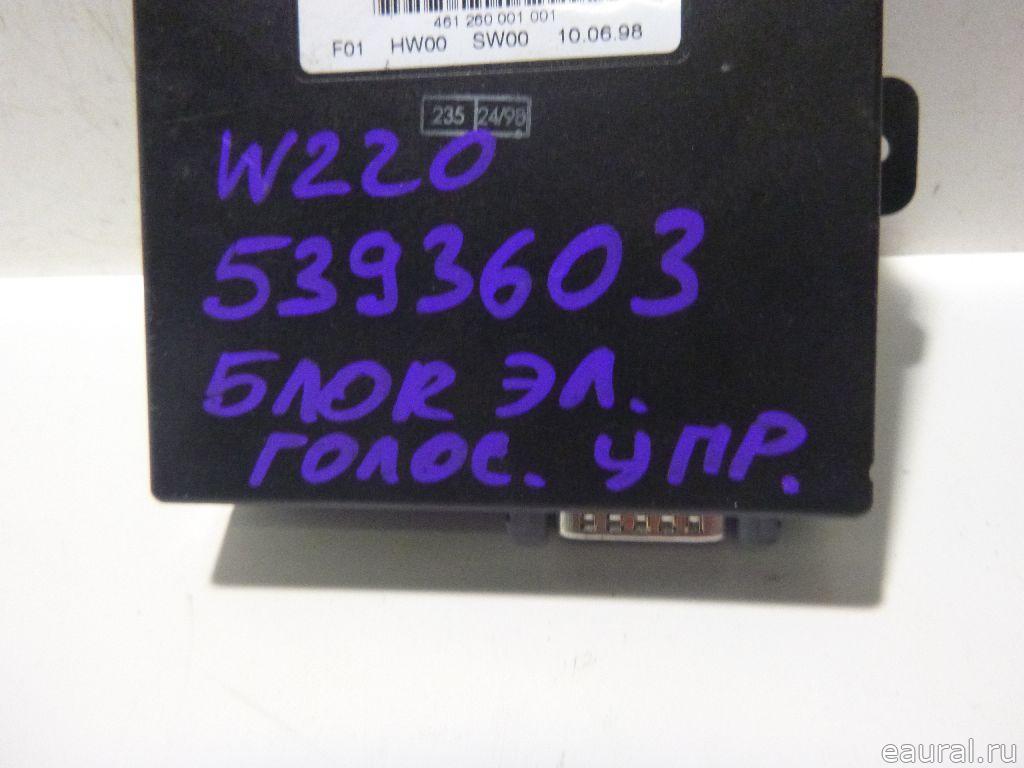 461 260 001 001
F01 HW00 SW00 10.06.98
235 24/98
W220
5393603
БЛОК ЭЛ.
ГОЛОС. УПР.
eaural.ru